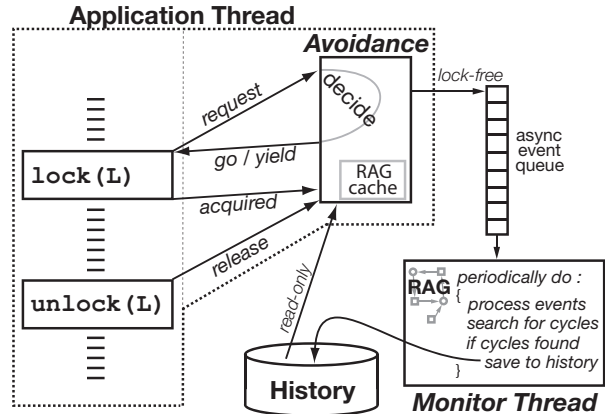 Application Thread
Avoidance
request
decide
lock-free
go / yield
lock(L)
RAG
cache
acquired
async
event
queue
release
unlock(L)
read-only
RAG
periodically do :
{
process events
search for cycles
if cycles found
save to history
}
History
Monitor Thread